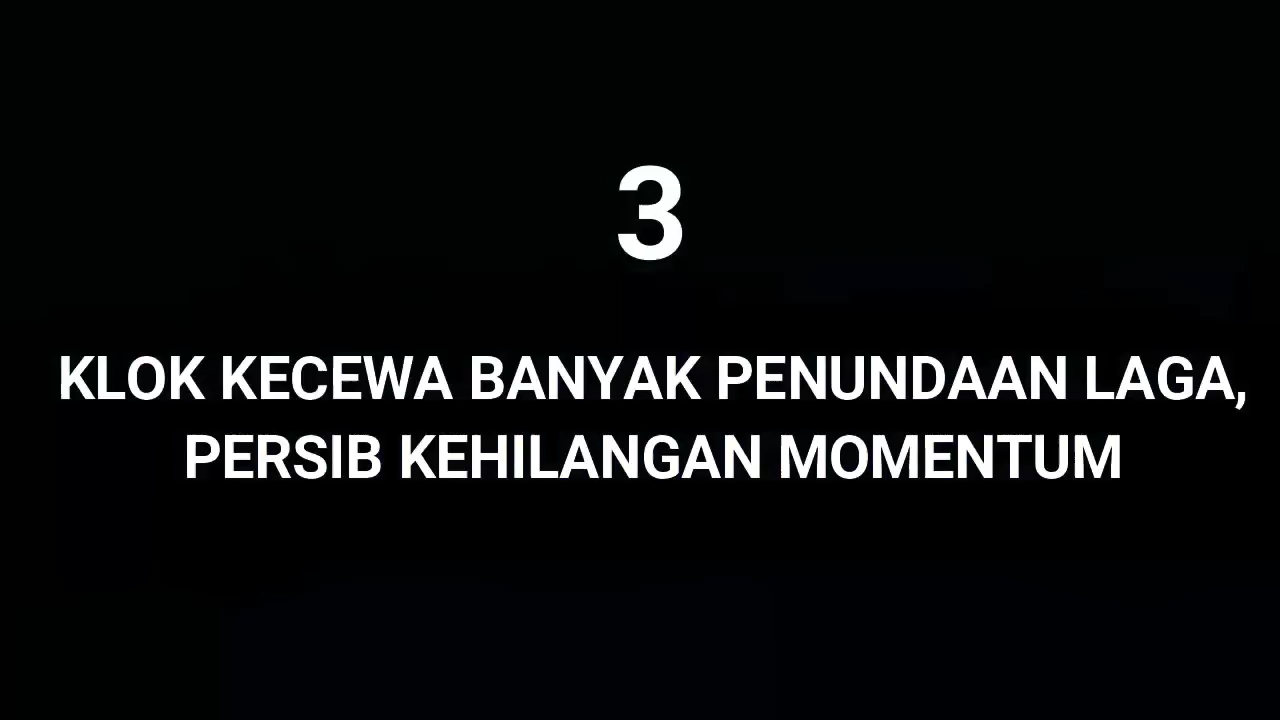 3
KLOK KECEWA BANYAK PENUNDAAN LAGA,
PERSIB KEHILANGAN MOMENTUM